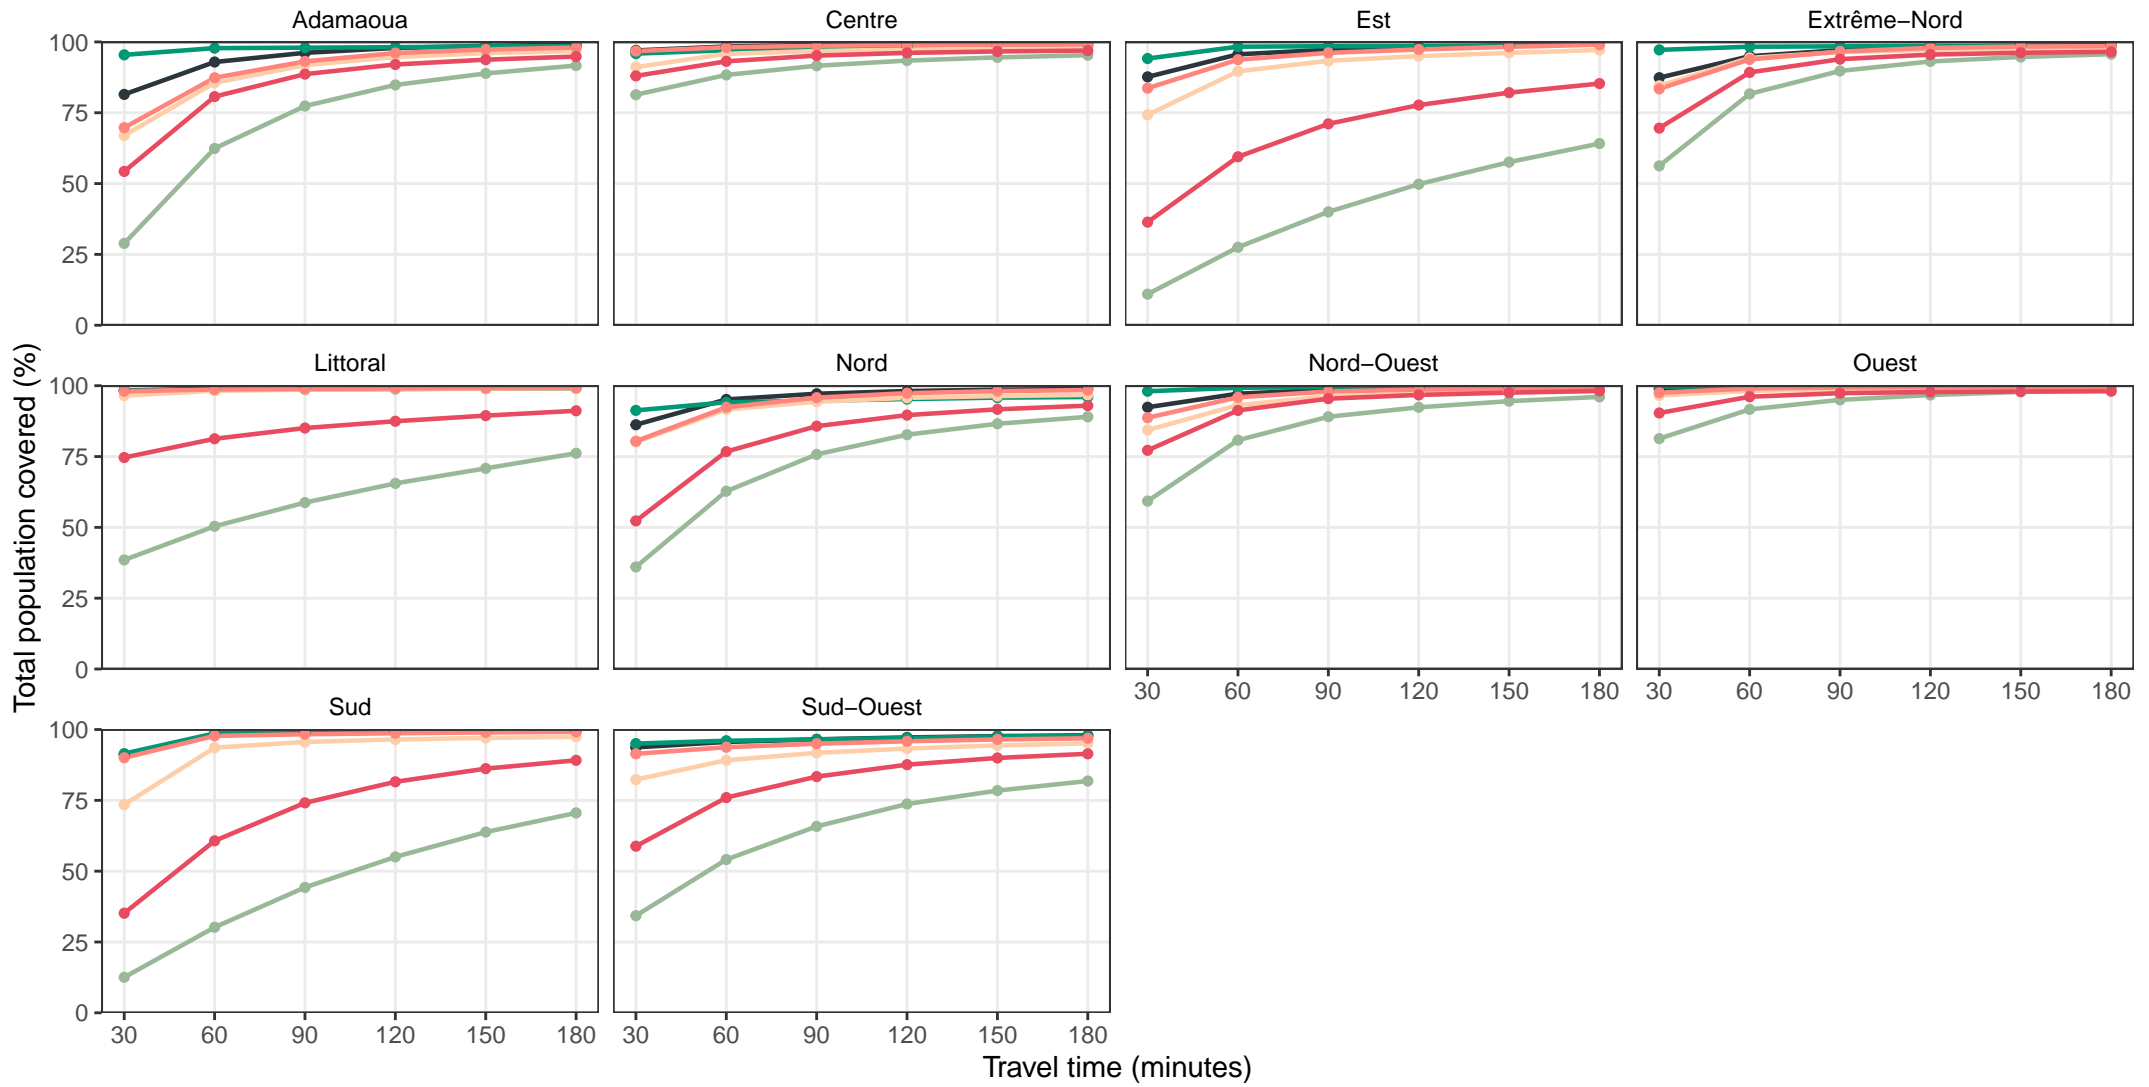 Adamaoua Centre Est Extrême−Nord
100
75
50
25
0
Littoral Nord Nord−Ouest Ouest
100
75
50
25
0
30 60 90 120 150 180 30 60 90 120 150 180
Sud Sud−Ouest
100
75
50
25
0
30 60 90 120 150 180 30 60 90 120 150 180
Travel time (minutes)
Total population covered (%)